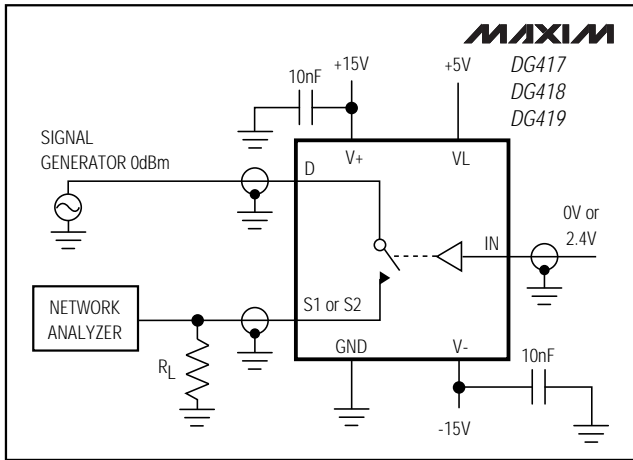 MAXIM
DG417
DG418
DG419
+15V
+5V
10nF
SIGNAL
GENERATOR 0dBm
V+
VL
D
IN
0V or
2.4V
NETWORK
ANALYZER
S1 or S2
RL
GND
V-
10nF
-15V